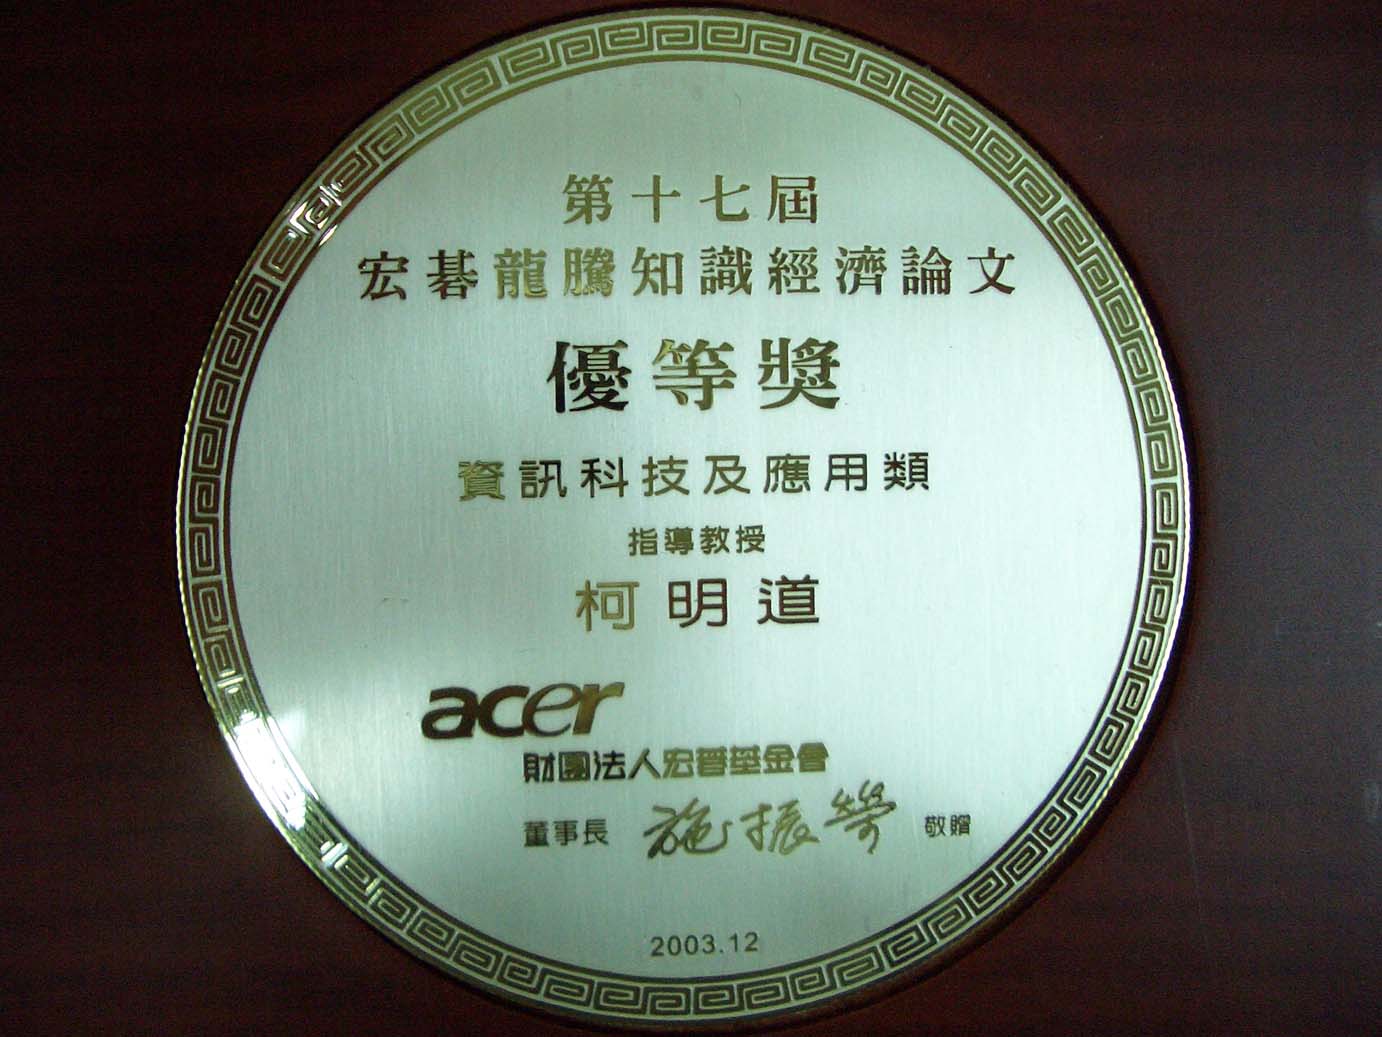 第十七屆
宏碁龍騰知識經濟論文
優等獎
資訊科技及應用類
指導教授
柯明道
acer
財團法人宏碁基金會
董事長 施振榮 敬贈
2003.12